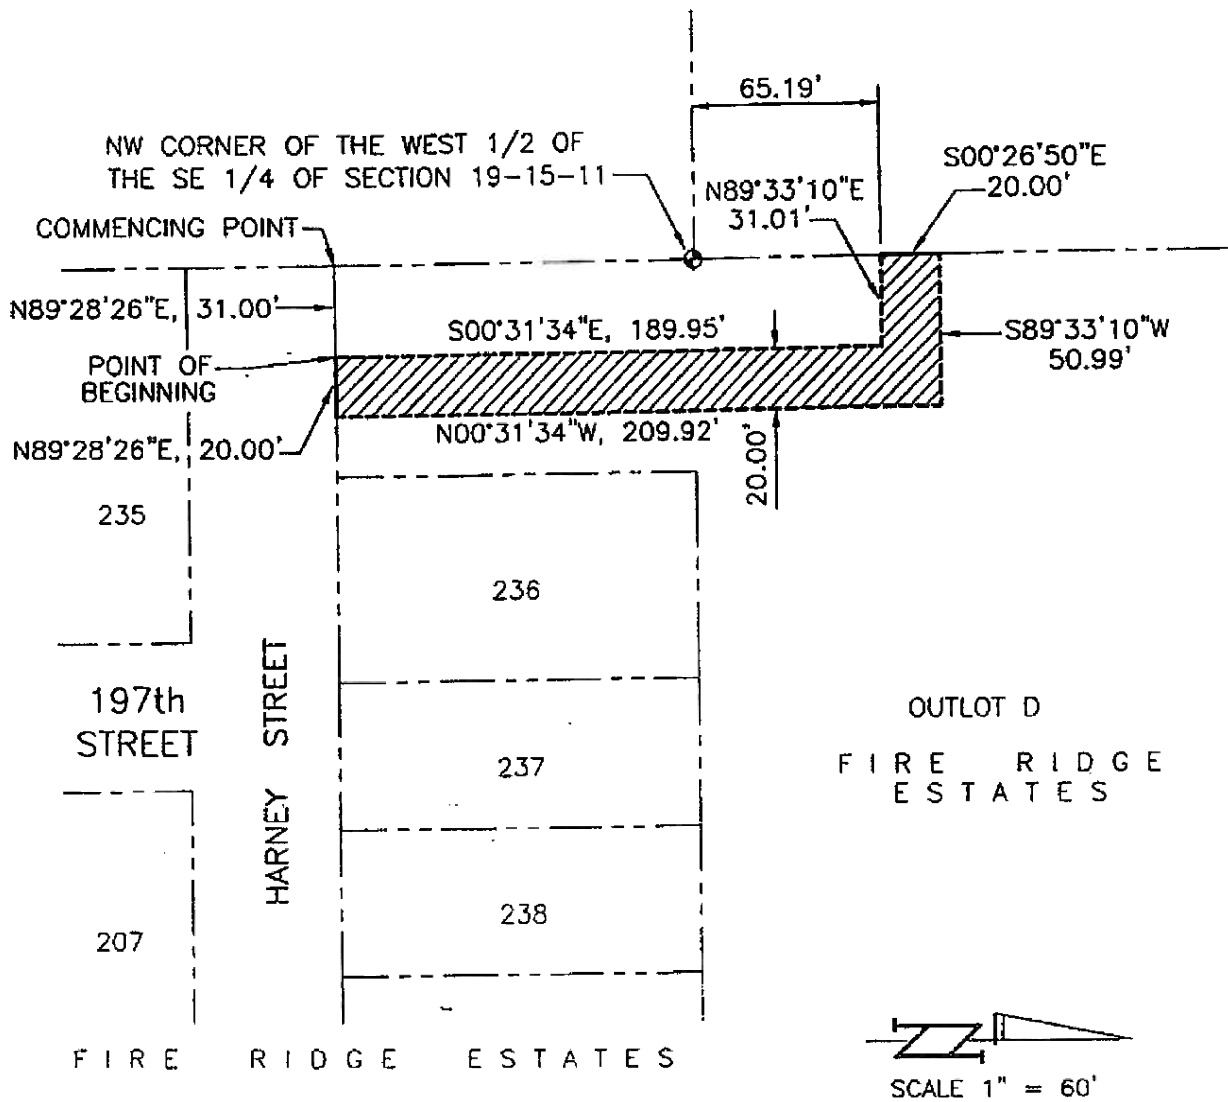 65.19'
NW CORNER OF THE WEST 1/2 OF
THE SE 1/4 OF SECTION 19-15-11
S00°26'50"E
20.00'
N89°33'10"E
31.01'
COMMENCING POINT
N89°28'26"E, 31.00'
S00°31'34"E, 189.95'
S89°33'10"W
50.99'
POINT OF
BEGINNING
N00°31'34"W, 209.92'
N89°28'26"E, 20.00'
20.00'
235
236
197th
STREET
HARNEY STREET
237
OUTLOT D
FIRE RIDGE
ESTATES
238
207
FIRE RIDGE ESTATES
SCALE 1" = 60'